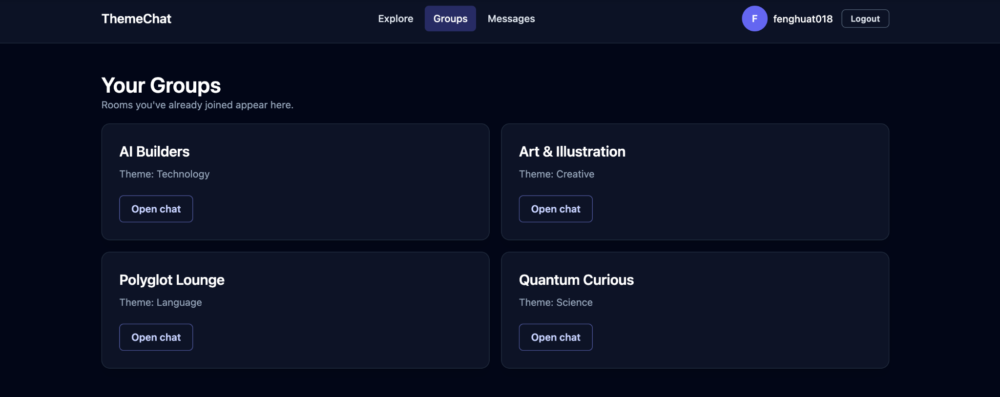 ThemeChat
Explore
Groups
Messages
F
fenghuat018
Logout
Your Groups
Rooms you've already joined appear here.
AI Builders
Theme: Technology
Open chat
Art & Illustration
Theme: Creative
Open chat
Polyglot Lounge
Theme: Language
Open chat
Quantum Curious
Theme: Science
Open chat